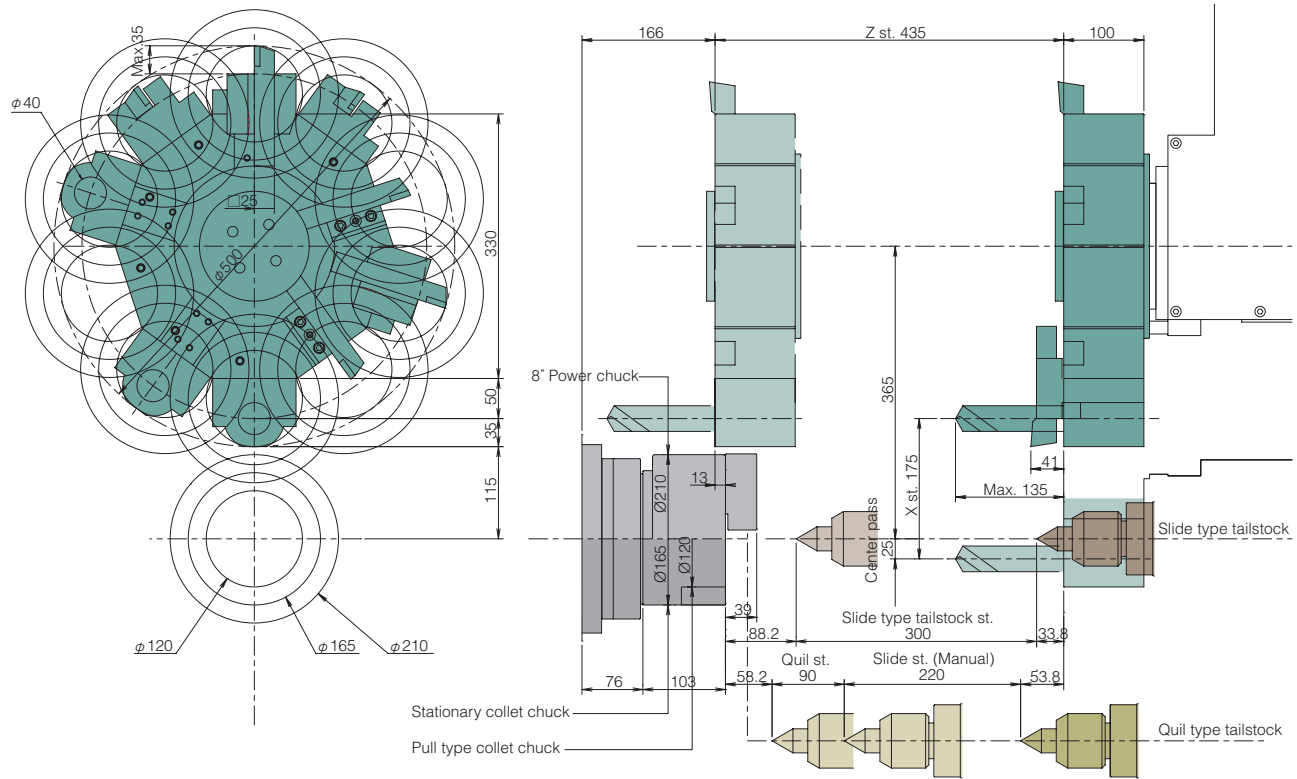 166
Z st. 435
100
Max.35
φ40
□25
φ500
330
50
35
115
365
8" Power chuck
13
41
Max. 135
X st. 175
Ø210
Ø165
Ø120
Center pass
25
Slide type tailstock
39
Slide type tailstock st.
88.2
300
33.8
φ120
φ165
φ210
Quil st.
Slide st. (Manual)
76
103
58.2
90
220
53.8
Stationary collet chuck
Pull type collet chuck
Quil type tailstock